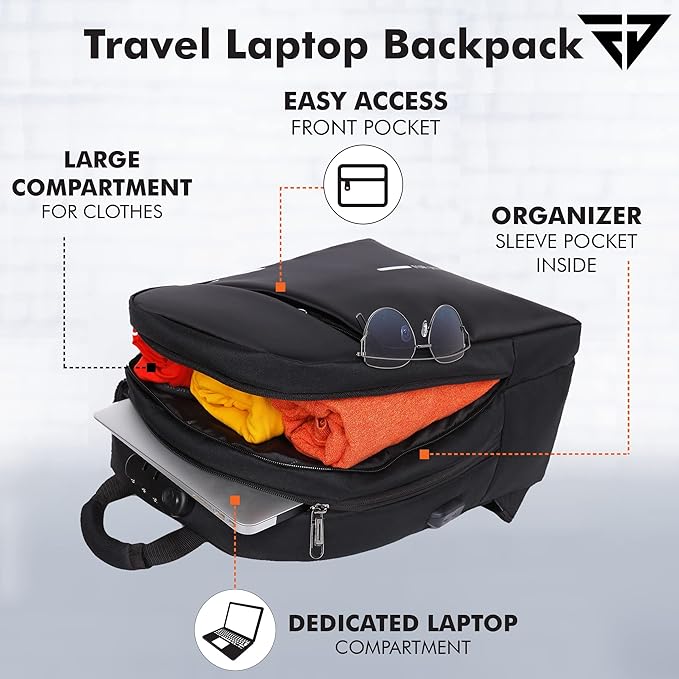 Travel Laptop Backpack
EASY ACCESS
FRONT POCKET
LARGE
COMPARTMENT
FOR CLOTHES
ORGANIZER
SLEEVE POCKET
INSIDE
DEDICATED LAPTOP
COMPARTMENT